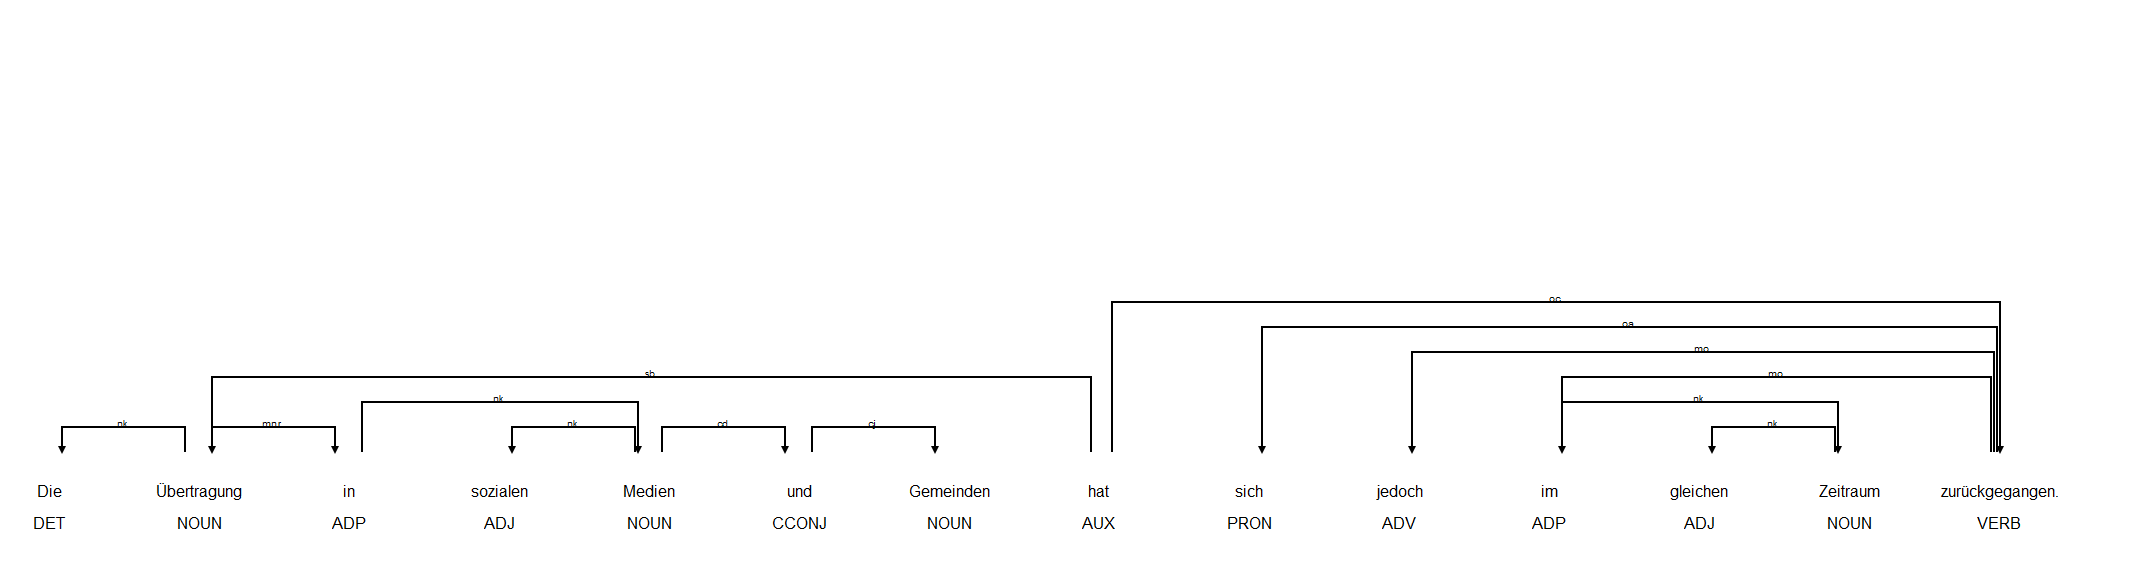 oc
oa
mo
sb mo
nk nk
nk mnr nk cd cj nk
Die Übertragung in sozialen Medien und Gemeinden hat sich jedoch im gleichen Zeitraum zurückgegangen.
DET NOUN ADP ADJ NOUN CCONJ NOUN AUX PRON ADV ADP ADJ NOUN VERB